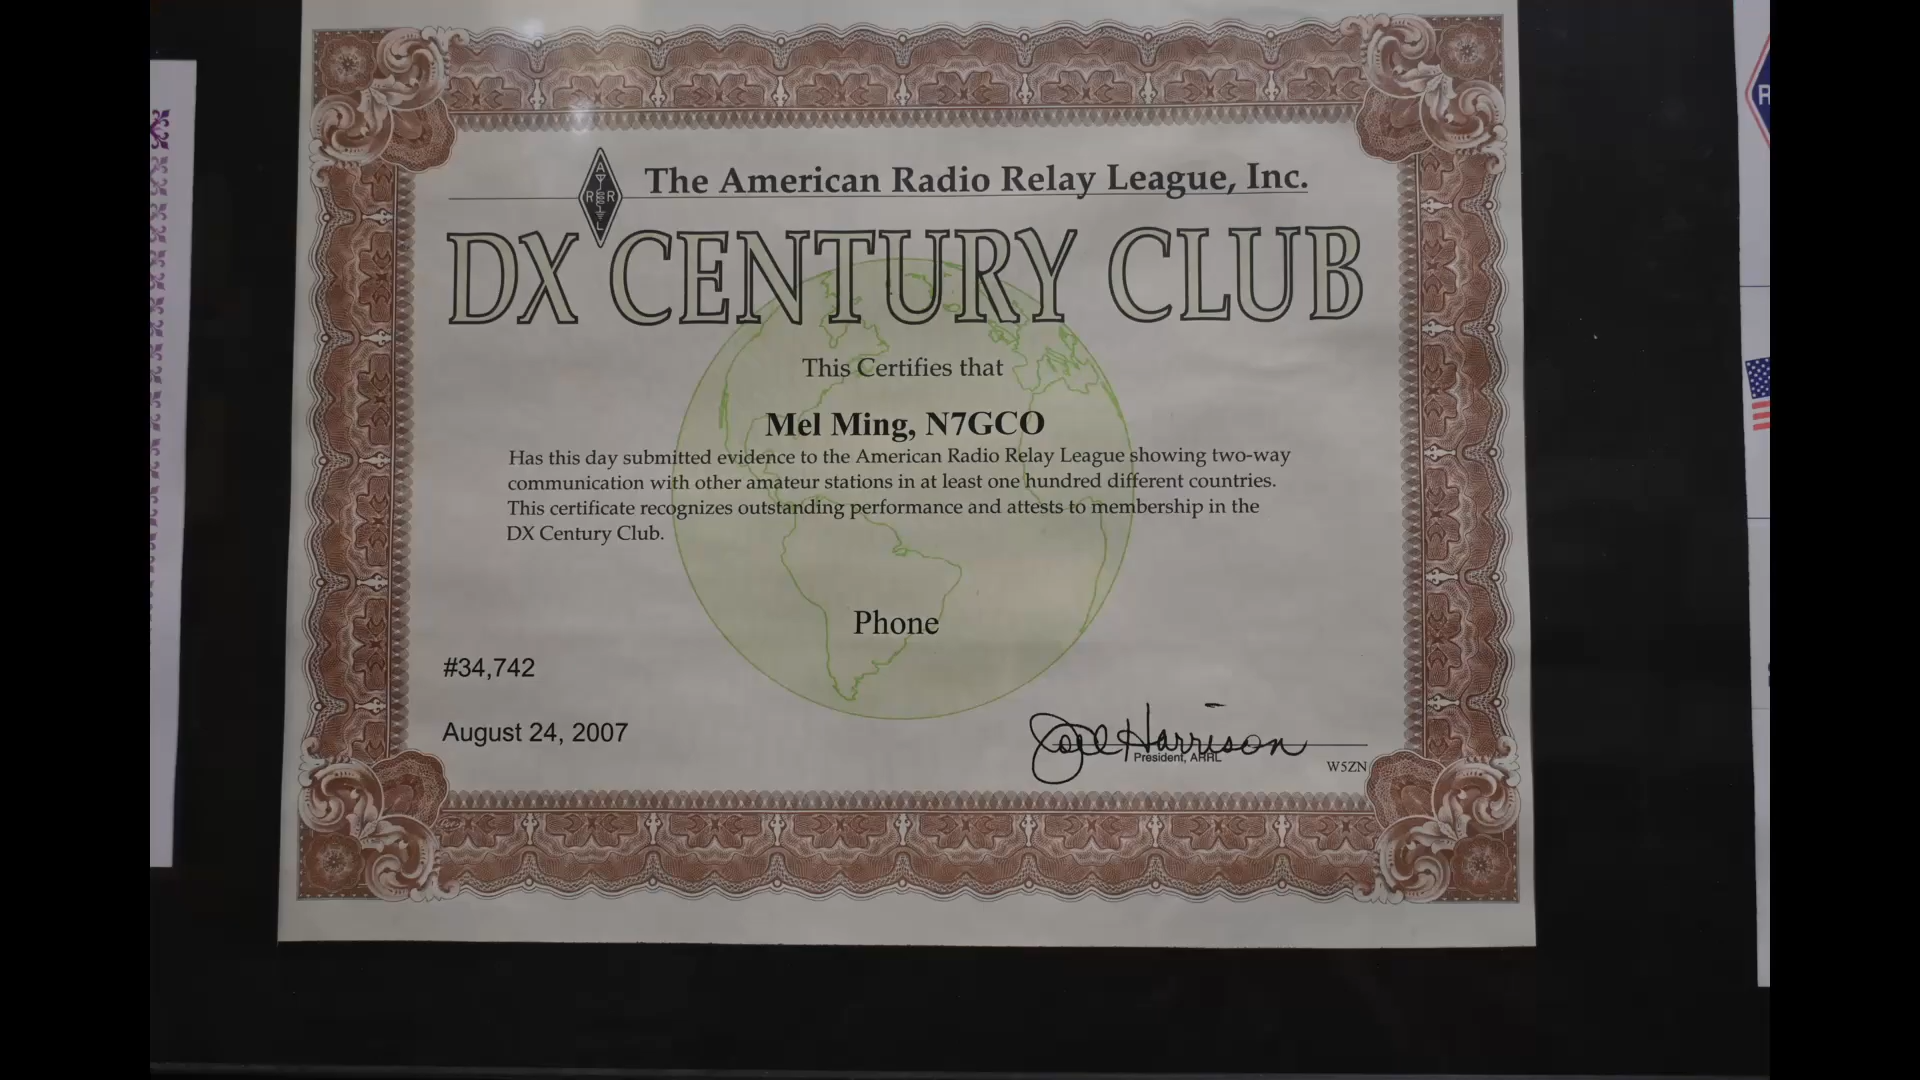 The American Radio Relay League, Inc.
A
R R
L
DX CENTURY CLUB
This Certifies that
Mel Ming, N7GCO
Has this day submitted evidence to the American Radio Relay League showing two-way
communication with other amateur stations in at least one hundred different countries.
This certificate recognizes outstanding performance and attests to membership in the
DX Century Club.
Phone
#34,742
August 24, 2007
Joel Harrison
President, ARRL
W5ZN
R